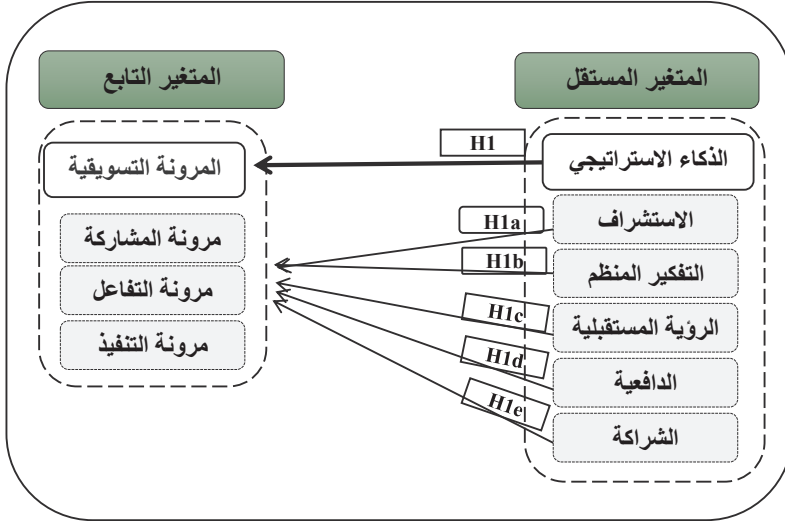 المتغير المستقل
المتغير التابع
الذكاء الاستراتيجي
H1
المرونة التسويقية
الاستشراف
H1a
التفكير المنظم
H1b
الرؤية المستقبلية
H1c
الدافعية
H1d
الشراكة
H1e
مرونة المشاركة
مرونة التفاعل
مرونة التنفيذ